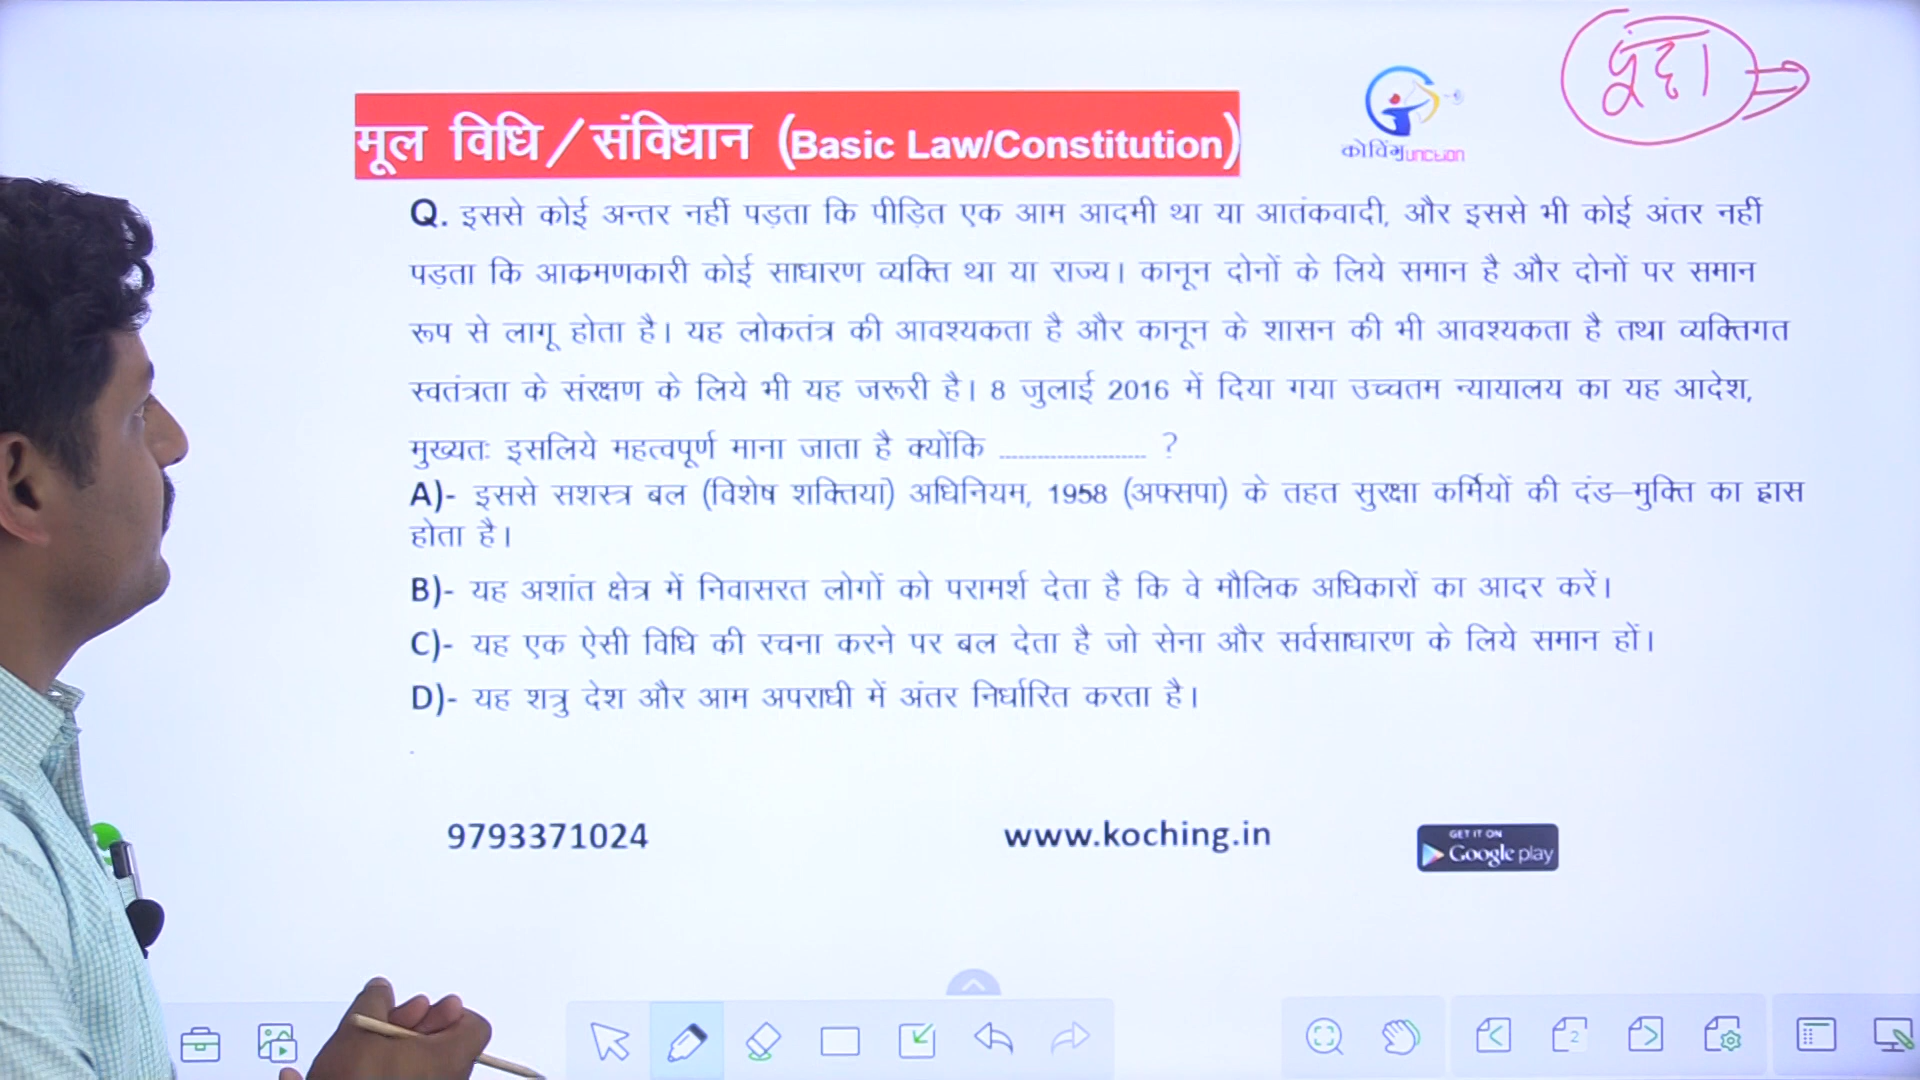 मूल विधि/संविधान (Basic Law/Constitution)
कोचिंग Junction
Q. इससे कोई अन्तर नहीं पड़ता कि पीड़ित एक आम आदमी था या आतंकवादी, और इससे भी कोई अंतर नहीं
पड़ता कि आक्रमणकारी कोई साधारण व्यक्ति था या राज्य। कानून दोनों के लिये समान है और दोनों पर समान
रूप से लागू होता है। यह लोकतंत्र की आवश्यकता है और कानून के शासन की भी आवश्यकता है तथा व्यक्तिगत
स्वतंत्रता के संरक्षण के लिये भी यह जरूरी है। 8 जुलाई 2016 में दिया गया उच्चतम न्यायालय का यह आदेश,
मुख्यतः इसलिये महत्वपूर्ण माना जाता है क्योंकि ...................... ?
A)- इससे सशस्त्र बल (विशेष शक्तियां) अधिनियम, 1958 (अफ्सपा) के तहत सुरक्षा कर्मियों की दंड–मुक्ति का ह्रास
होता है।
B)- यह अशांत क्षेत्र में निवासरत लोगों को परामर्श देता है कि वे मौलिक अधिकारों का आदर करें।
C)- यह एक ऐसी विधि की रचना करने पर बल देता है जो सेना और सर्वसाधारण के लिये समान हों।
D)- यह शत्रु देश और आम अपराधी में अंतर निर्धारित करता है।
9793371024
www.koching.in
GET IT ON
Google play
2